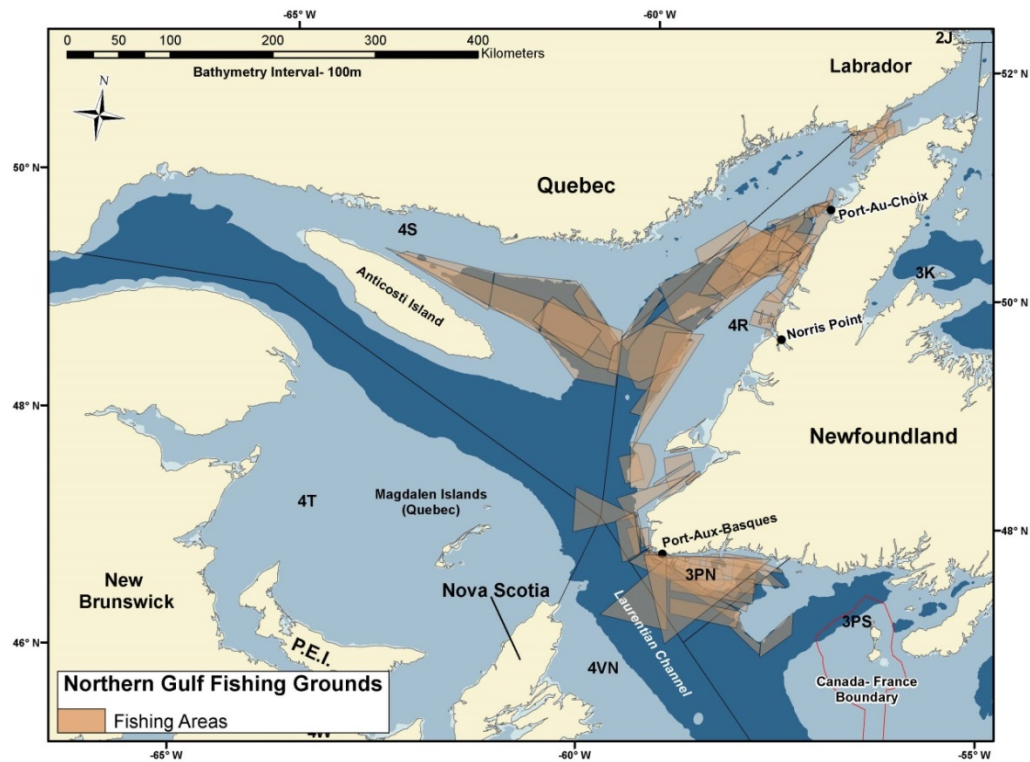 -65° W
-60° W
0 50 100 200 300 400
Kilometers
Bathymetry Interval- 100m
N
2J
Labrador
52° N
50° N
Quebec
4S
Port-Au-Choix
Anticosti Island
3K
50° N
4R
Norris Point
48° N
Newfoundland
4T
Magdalen Islands
(Quebec)
Port-Aux-Basques
48° N
3PN
New
Brunswick
Nova Scotia
Laurentian Channel
3PS
46° N
P.E.I.
4VN
Canada- France
Boundary
46° N
Northern Gulf Fishing Grounds
Fishing Areas
-65° W
-60° W
-55° W